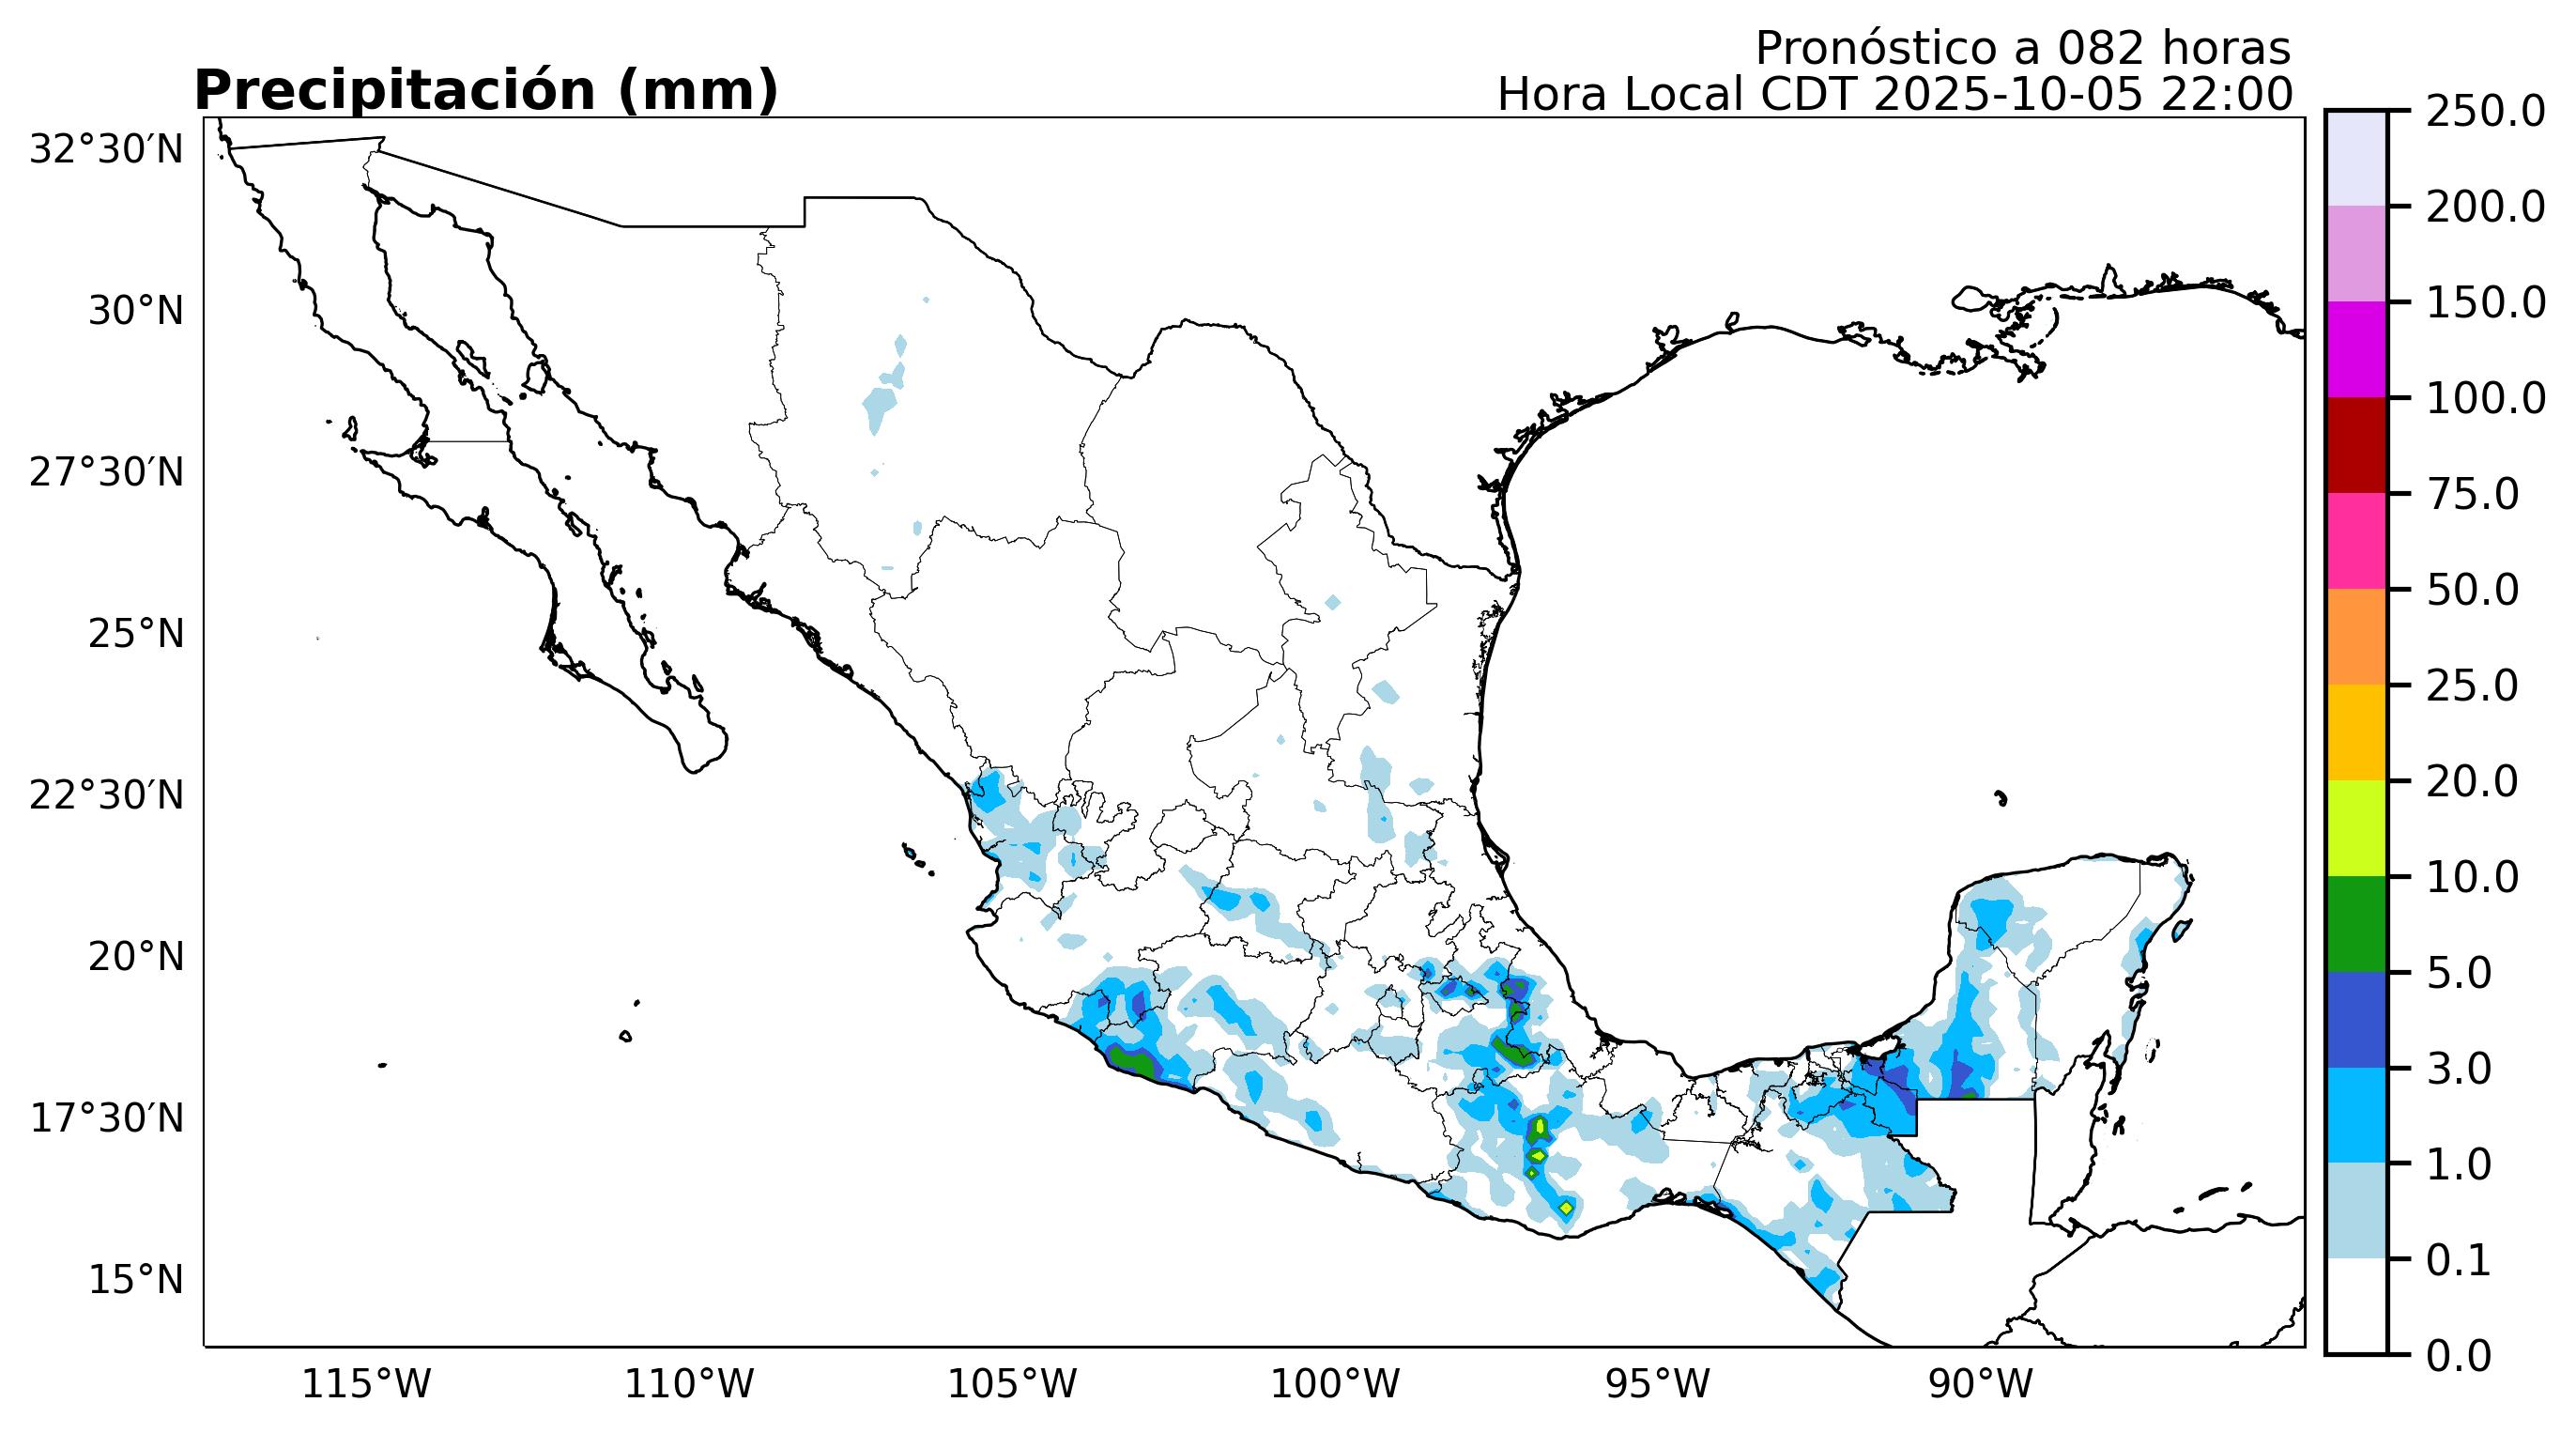 Pronóstico a 082 horas
Precipitación (mm)
Hora Local CDT 2025-10-05 22:00
32°30′N
30°N
27°30′N
25°N
22°30′N
20°N
17°30′N
15°N
115°W
110°W
105°W
100°W
95°W
90°W
250.0
200.0
150.0
100.0
75.0
50.0
25.0
20.0
10.0
5.0
3.0
1.0
0.1
0.0